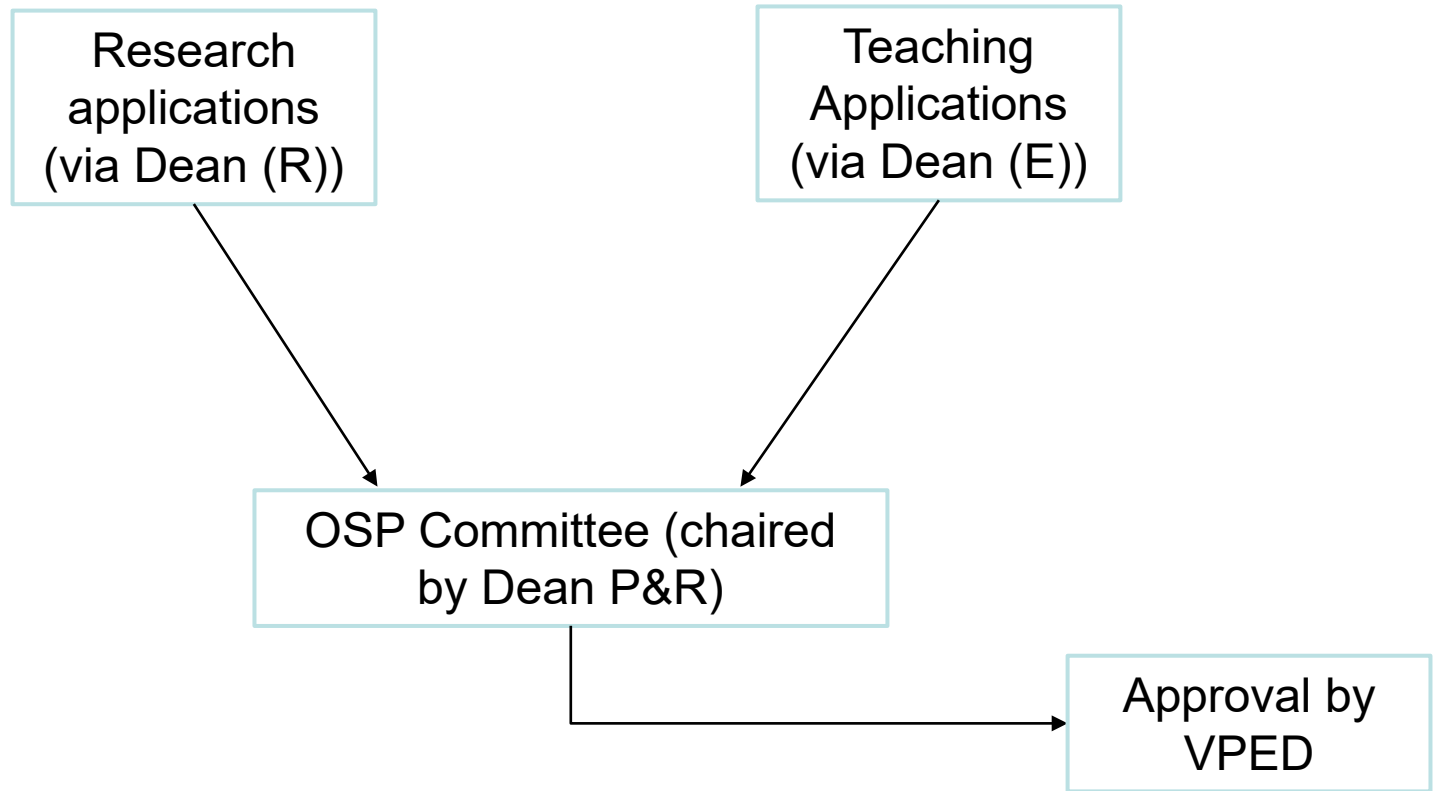 Research
applications
(via Dean (R))
Teaching
Applications
(via Dean (E))
OSP Committee (chaired
by Dean P&R)
Approval by
VPED